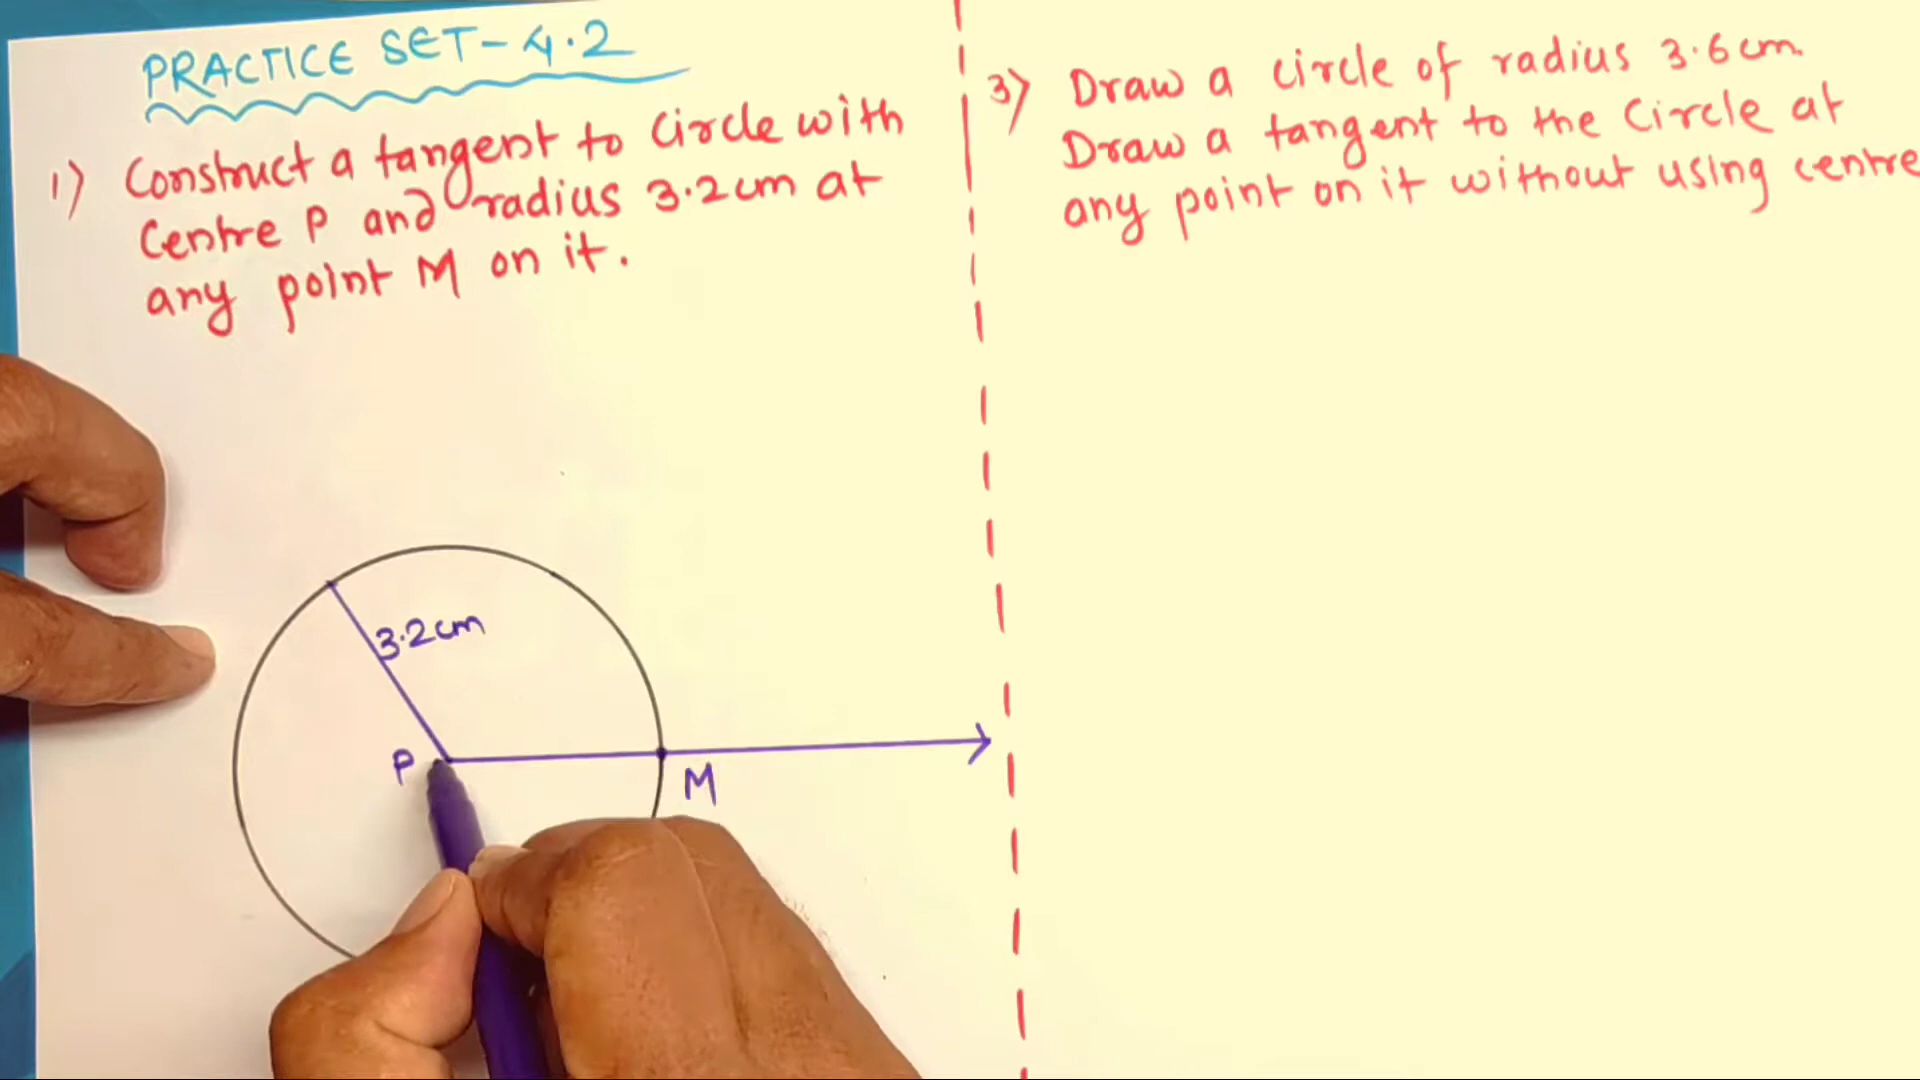 PRACTICE SET-4.2
1) Construct a tangent to circle with
Centre P and radius 3.2cm at
any point M on it.
3.2cm
P
M
3) Draw a circle of radius 3.6cm.
Draw a tangent to the Circle at
any point on it without using centre